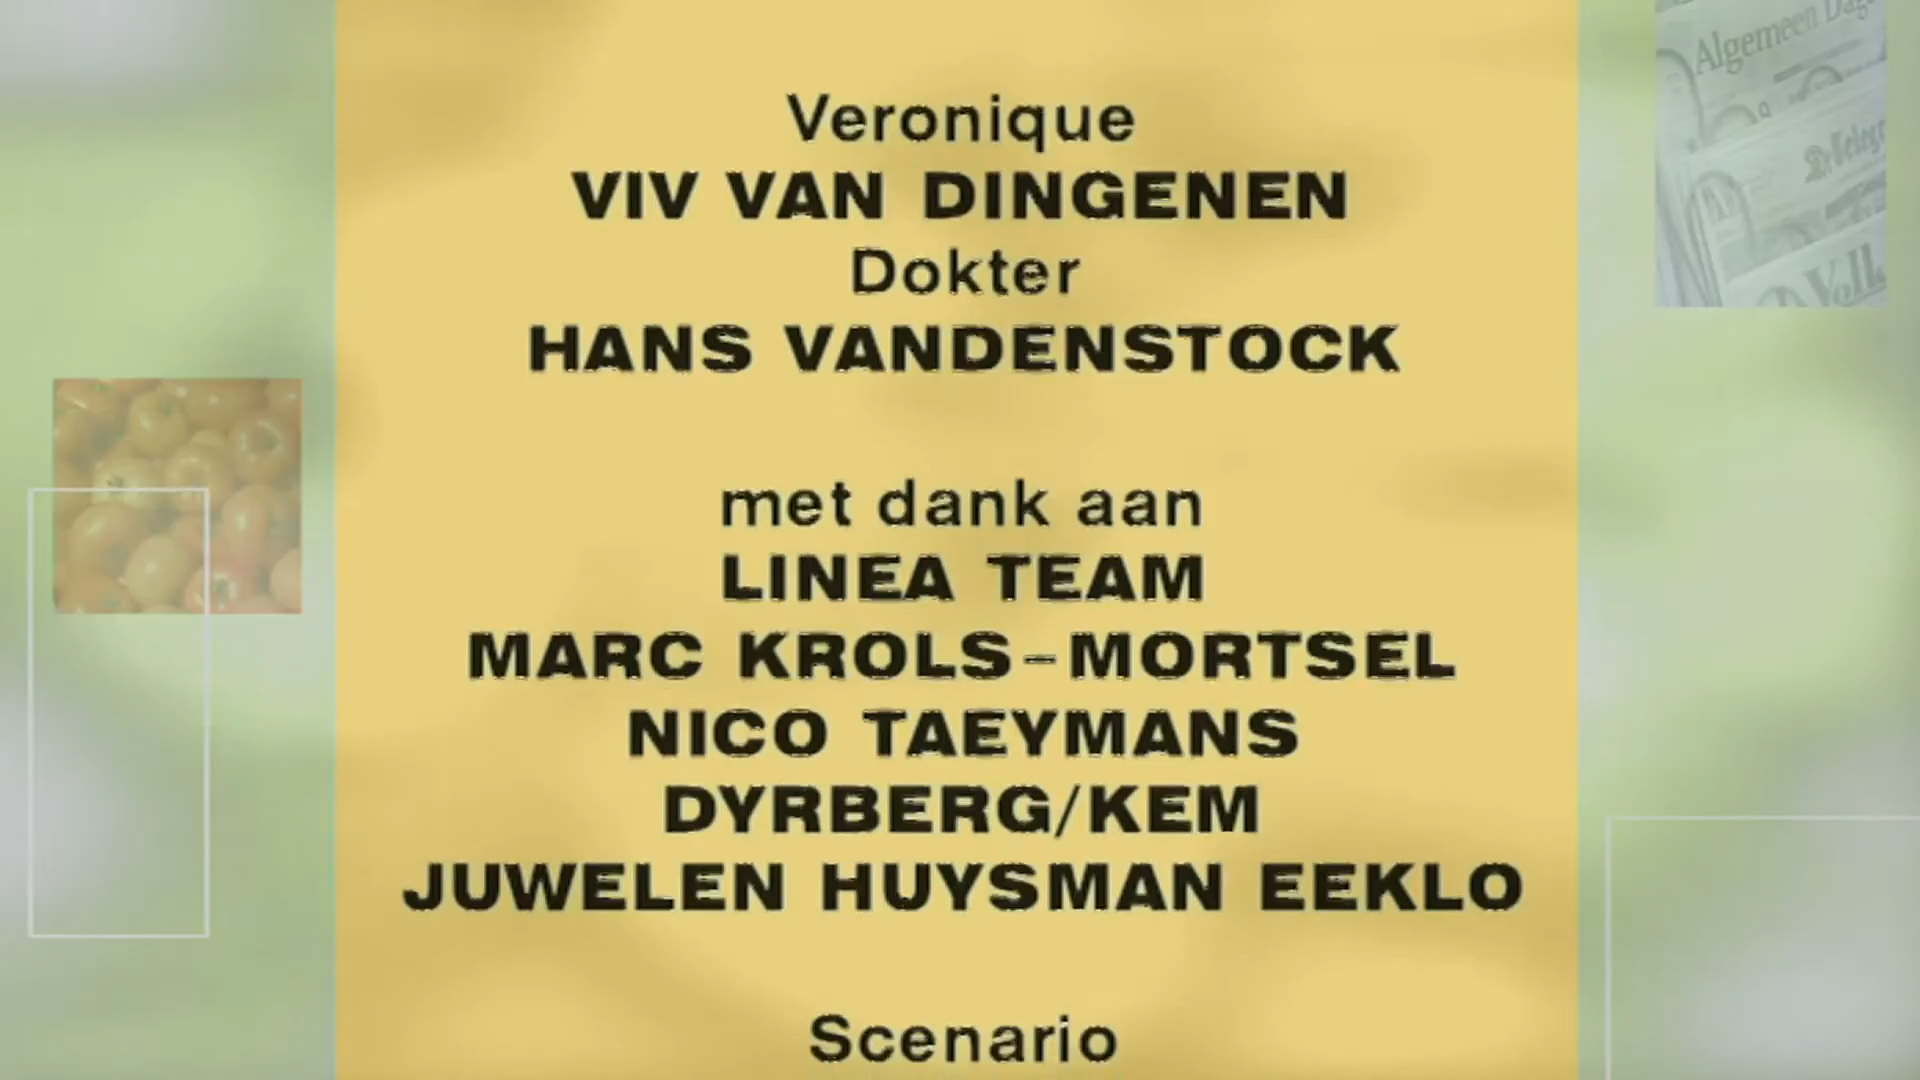 Veronique
VIV VAN DINGENEN
Dokter
HANS VANDENSTOCK
met dank aan
LINEA TEAM
MARC KROLS-MORTSEL
NICO TAEYMANS
DYRBERG/KEM
JUWELEN HUYSMAN EEKLO
Scenario
Algemeen